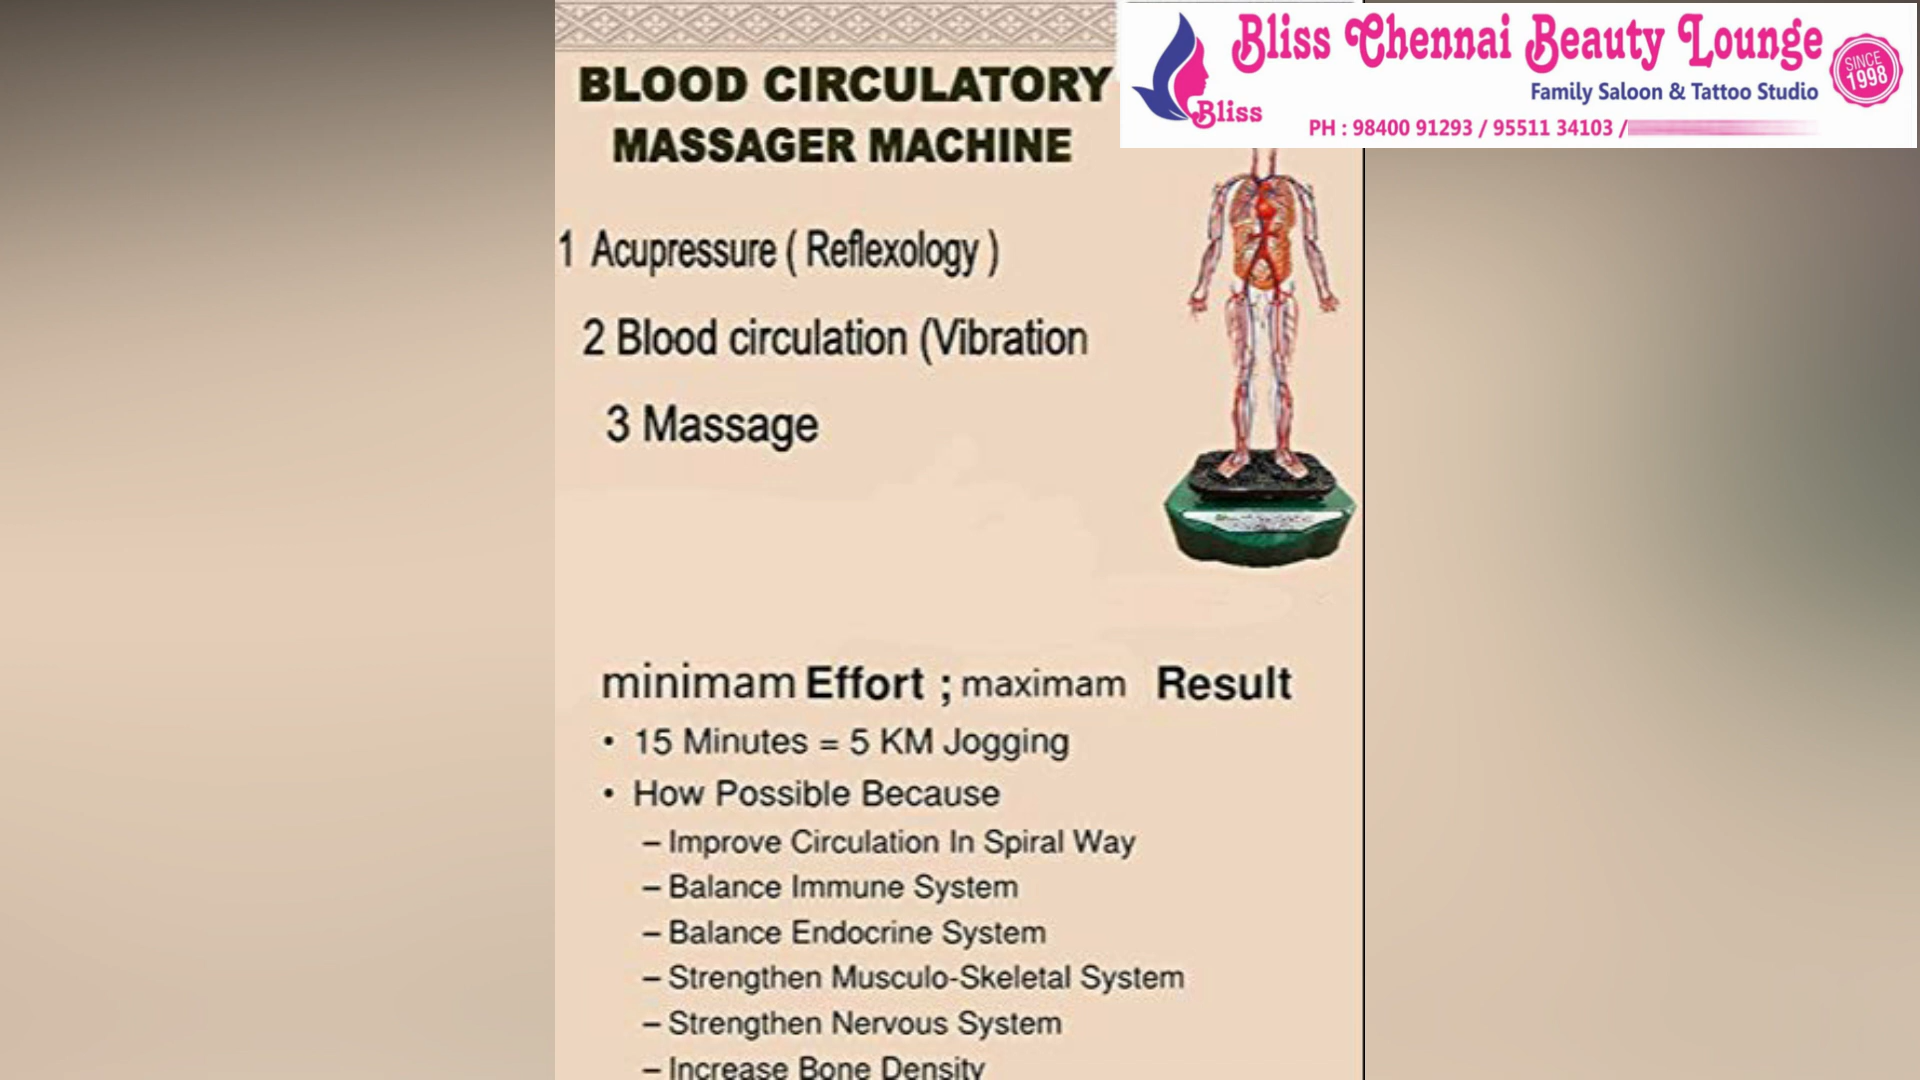 BLOOD CIRCULATORY
MASSAGER MACHINE
Bliss Chennai Beauty Lounge
Family Saloon & Tattoo Studio
SINCE
1998
Bliss
PH : 98400 91293 / 95511 34103 /
1 Acupressure ( Reflexology )
2 Blood circulation (Vibration
3 Massage
minimam Effort ; maximam Result
• 15 Minutes = 5 KM Jogging
• How Possible Because
– Improve Circulation In Spiral Way
– Balance Immune System
– Balance Endocrine System
– Strengthen Musculo-Skeletal System
– Strengthen Nervous System
– Increase Bone Density